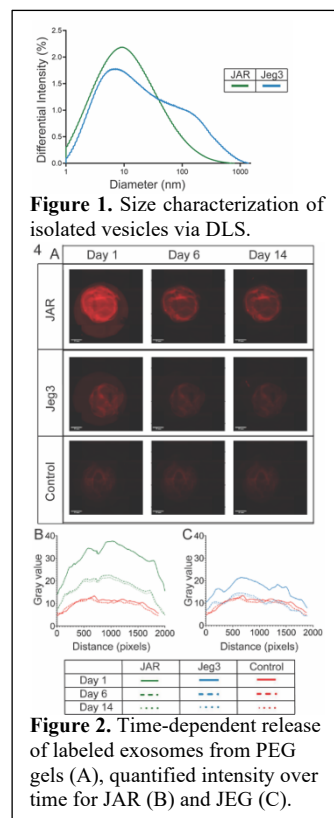 Differential Intensity (%)
2.5
2.0
1.5
1.0
0.5
0.0
JAR Jeg3
1 10 100 1000
Diameter (nm)
Figure 1. Size characterization of
isolated vesicles via DLS.
4 A Day 1 Day 6 Day 14
JAR
Jeg3
Control
B C
Gray value
40
30
20
10
0
0 500 1000 1500 2000
Distance (pixels)
Gray value
40
30
20
10
0
0 500 1000 1500 2000
Distance (pixels)
JAR Jeg3 Control
Day 1
Day 6
Day 14
Figure 2. Time-dependent release
of labeled exosomes from PEG
gels (A), quantified intensity over
time for JAR (B) and JEG (C).